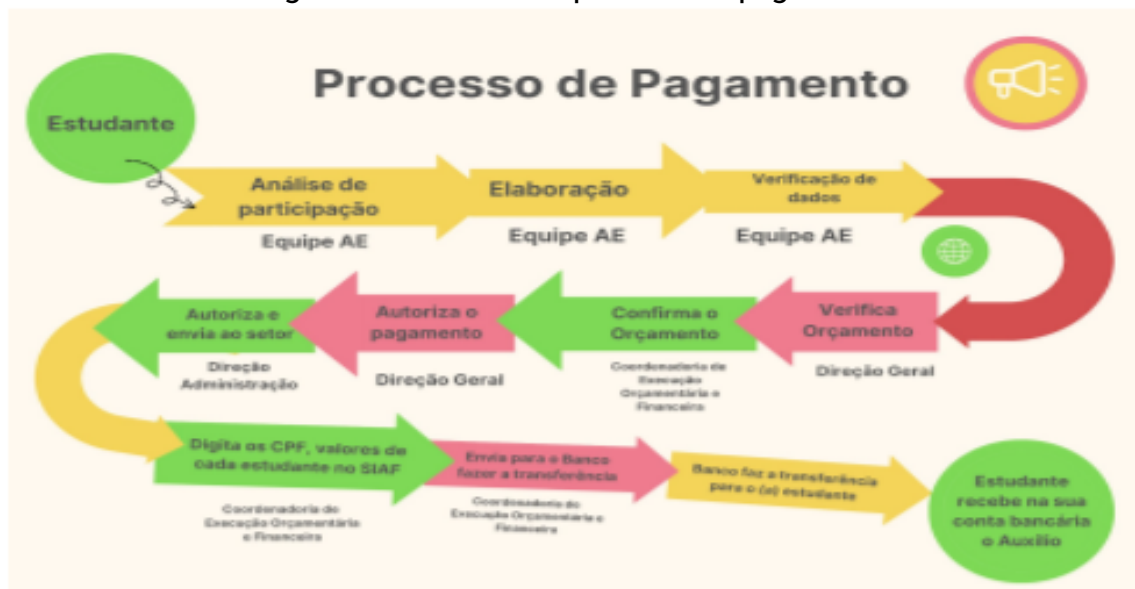 Processo de Pagamento
Estudante
Análise de
participação
Equipe AE
Elaboração
Equipe AE
Verificação de
dados
Equipe AE
Verifica
Orçamento
Direção Geral
Confirma o
Orçamento
Coordenadoria de
Execução
Orçamentária e
Financeira
Autoriza o
pagamento
Direção Geral
Autoriza e
envia ao setor
Direção
Administração
Digita os CPF, valores de
cada estudante no SIAF
Coordenadoria de
Execução Orçamentária
e Financeira
Envia para o Banco
fazer a transferência
Coordenadoria de
Execução Orçamentária e
Financeira
Banco faz a transferência
para o (a) estudante
Estudante
recebe na sua
conta bancária
o Auxílio